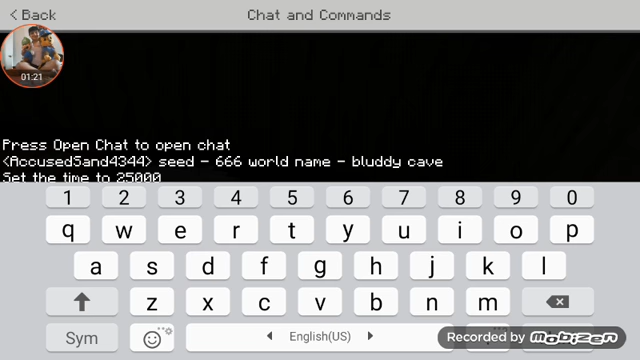 < Back
Chat and Commands
01:21
Press Open Chat to open chat
<AccusedSand4344> seed - 666 world name - bluddy cave
Set the time to 25000
1 2 3 4 5 6 7 8 9 0
q w e r t y u i o p
a s d f g h j k l
z x c v b n m
Sym
English(US)
Recorded by Mobizen